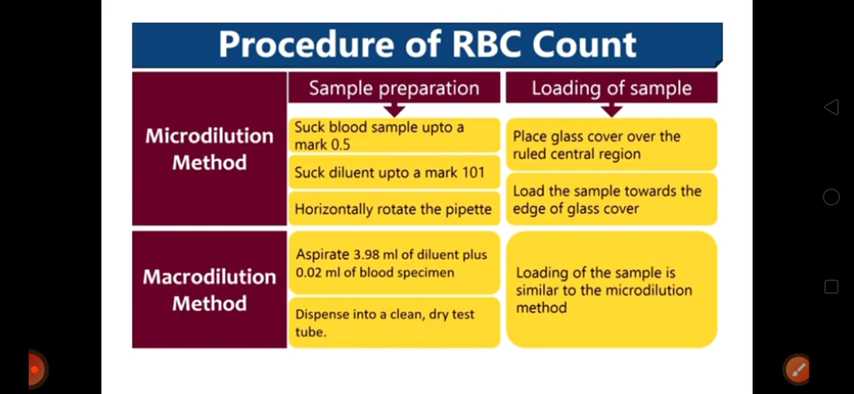 Procedure of RBC Count
Sample preparation
Loading of sample
Microdilution
Method
Suck blood sample upto a
mark 0.5
Suck diluent upto a mark 101
Horizontally rotate the pipette
Place glass cover over the
ruled central region
Load the sample towards the
edge of glass cover
Macrodilution
Method
Aspirate 3.98 ml of diluent plus
0.02 ml of blood specimen
Dispense into a clean, dry test
tube.
Loading of the sample is
similar to the microdilution
method